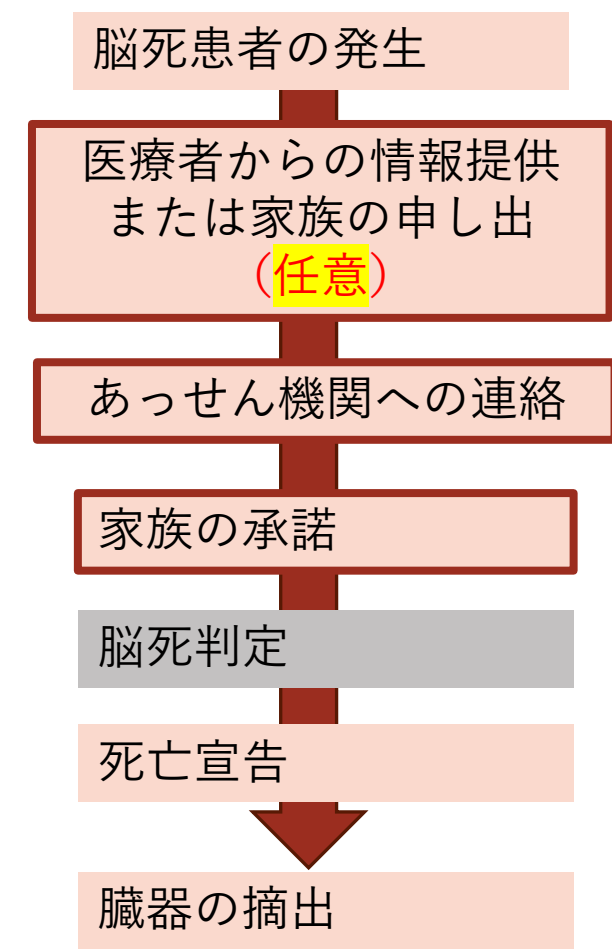 脳死患者の発生
医療者からの情報提供
または家族の申し出
（任意）
あっせん機関への連絡
家族の承諾
脳死判定
死亡宣告
臓器の摘出